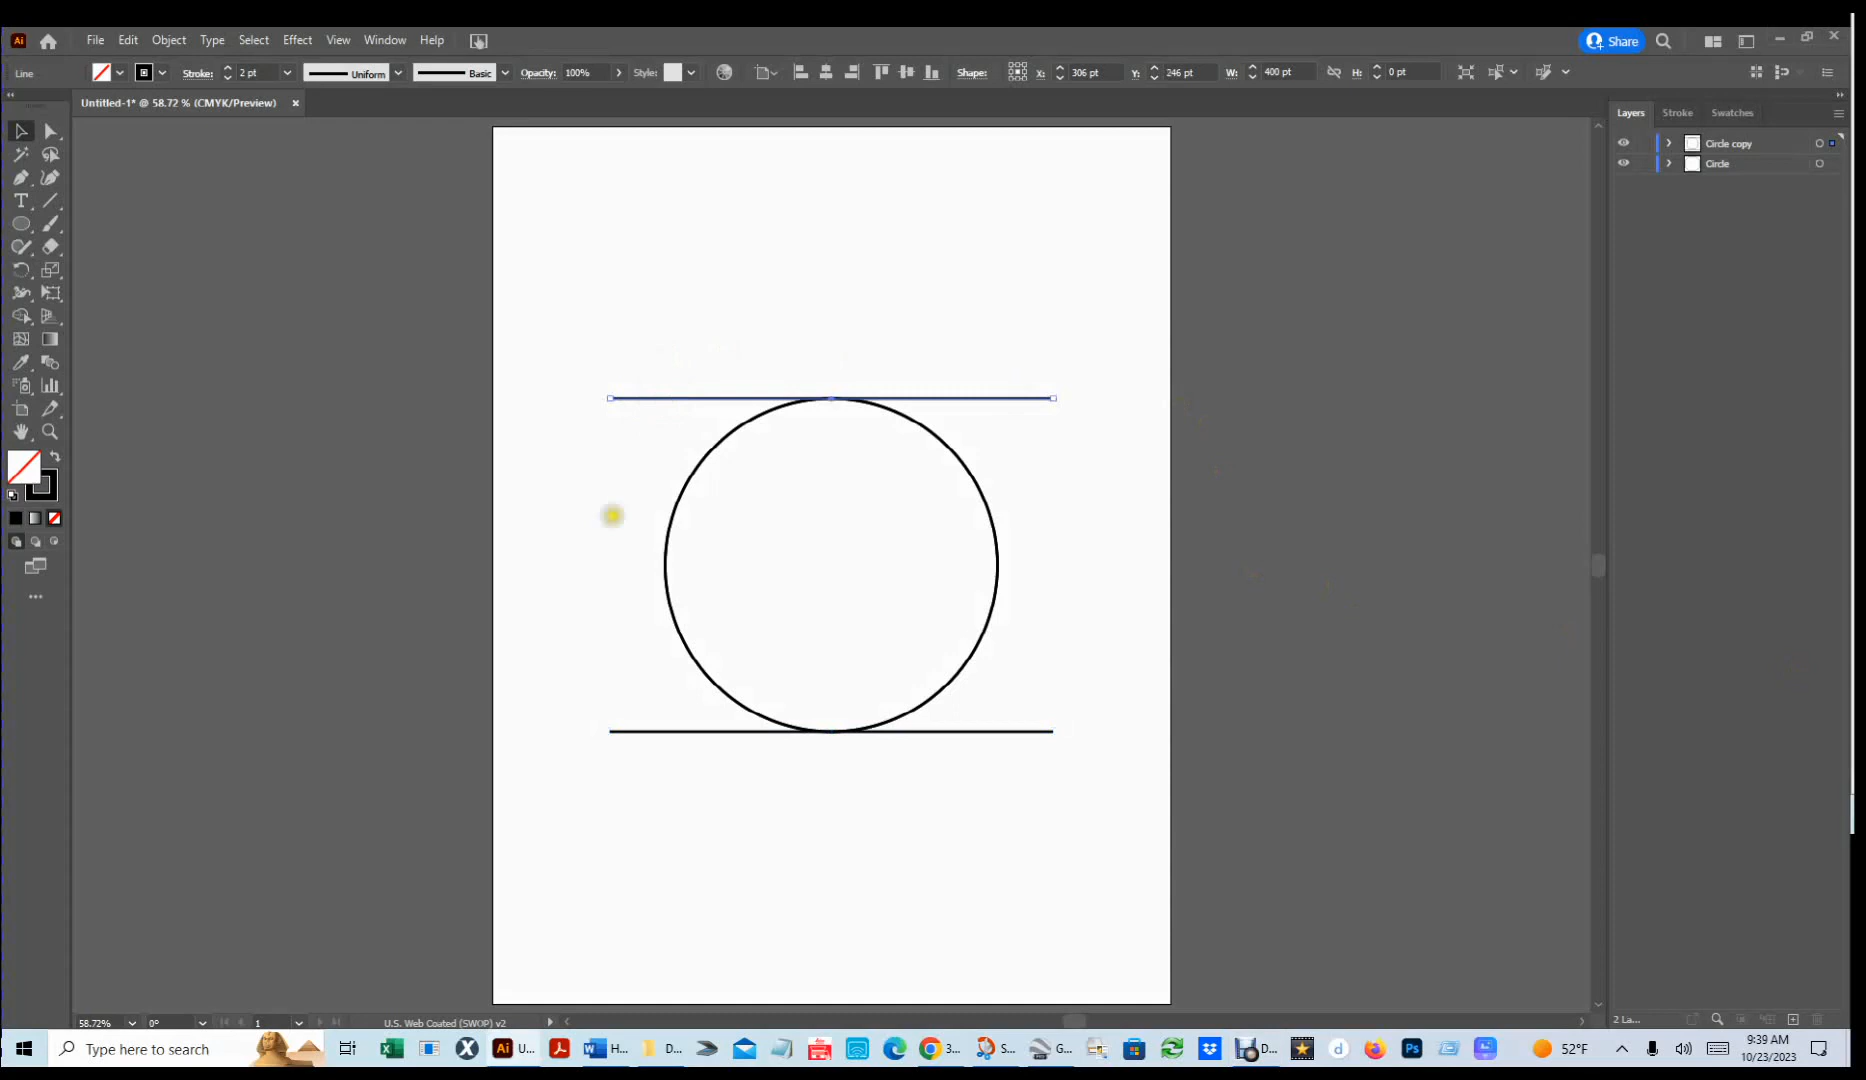 Ai File Edit Object Type Select Effect View Window Help Share
Line Stroke: 2 pt Uniform Basic Opacity: 100% Style: Shape: X: 306 pt Y: 246 pt W: 400 pt H: 0 pt
Untitled-1* @ 58.72 % (CMYK/Preview) ×
Layers Stroke Swatches
Circle copy
Circle
58.72% 0° 1 U.S. Web Coated (SWOP) v2 2 La...
Type here to search U... H... D... 3... S... G... D... 52°F 9:39 AM
10/23/2023